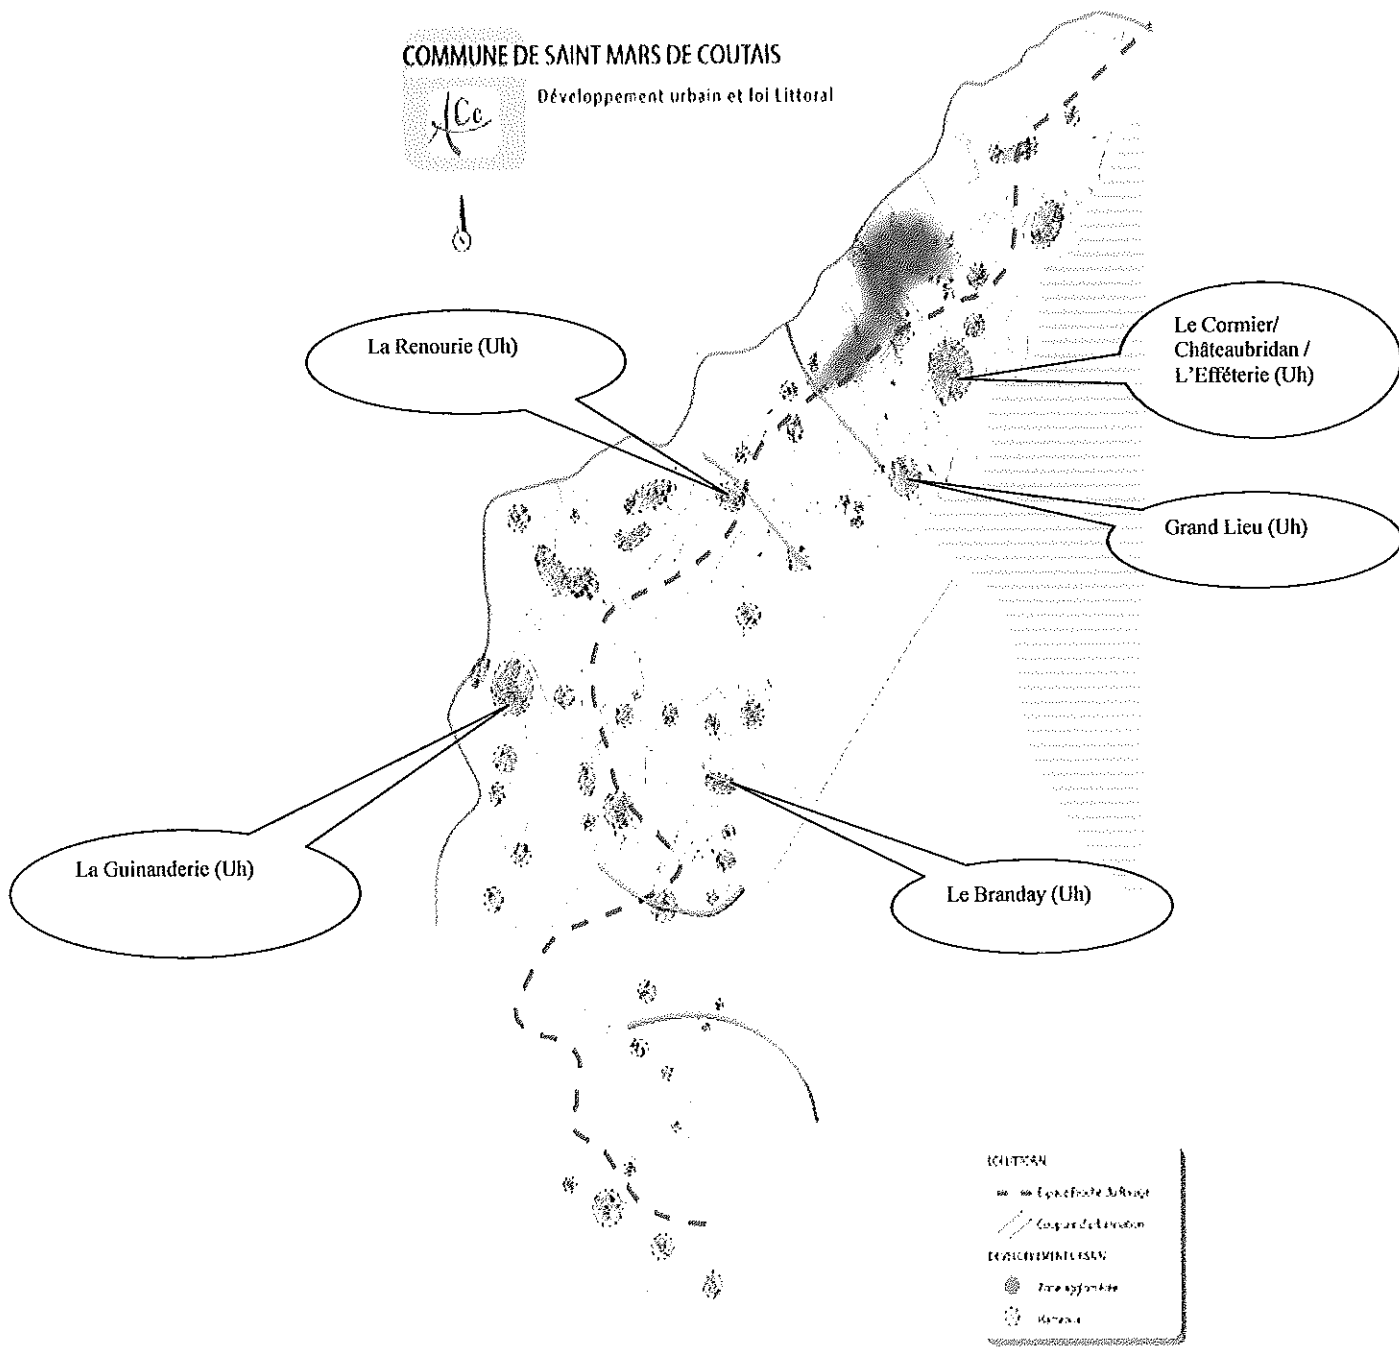 COMMUNE DE SAINT MARS DE COUTAIS
Développement urbain et loi Littoral
La Renourie (Uh)
Le Cormier/
Châteaubridan /
L'Efféterie (Uh)
Grand Lieu (Uh)
La Guinanderie (Uh)
Le Branday (Uh)